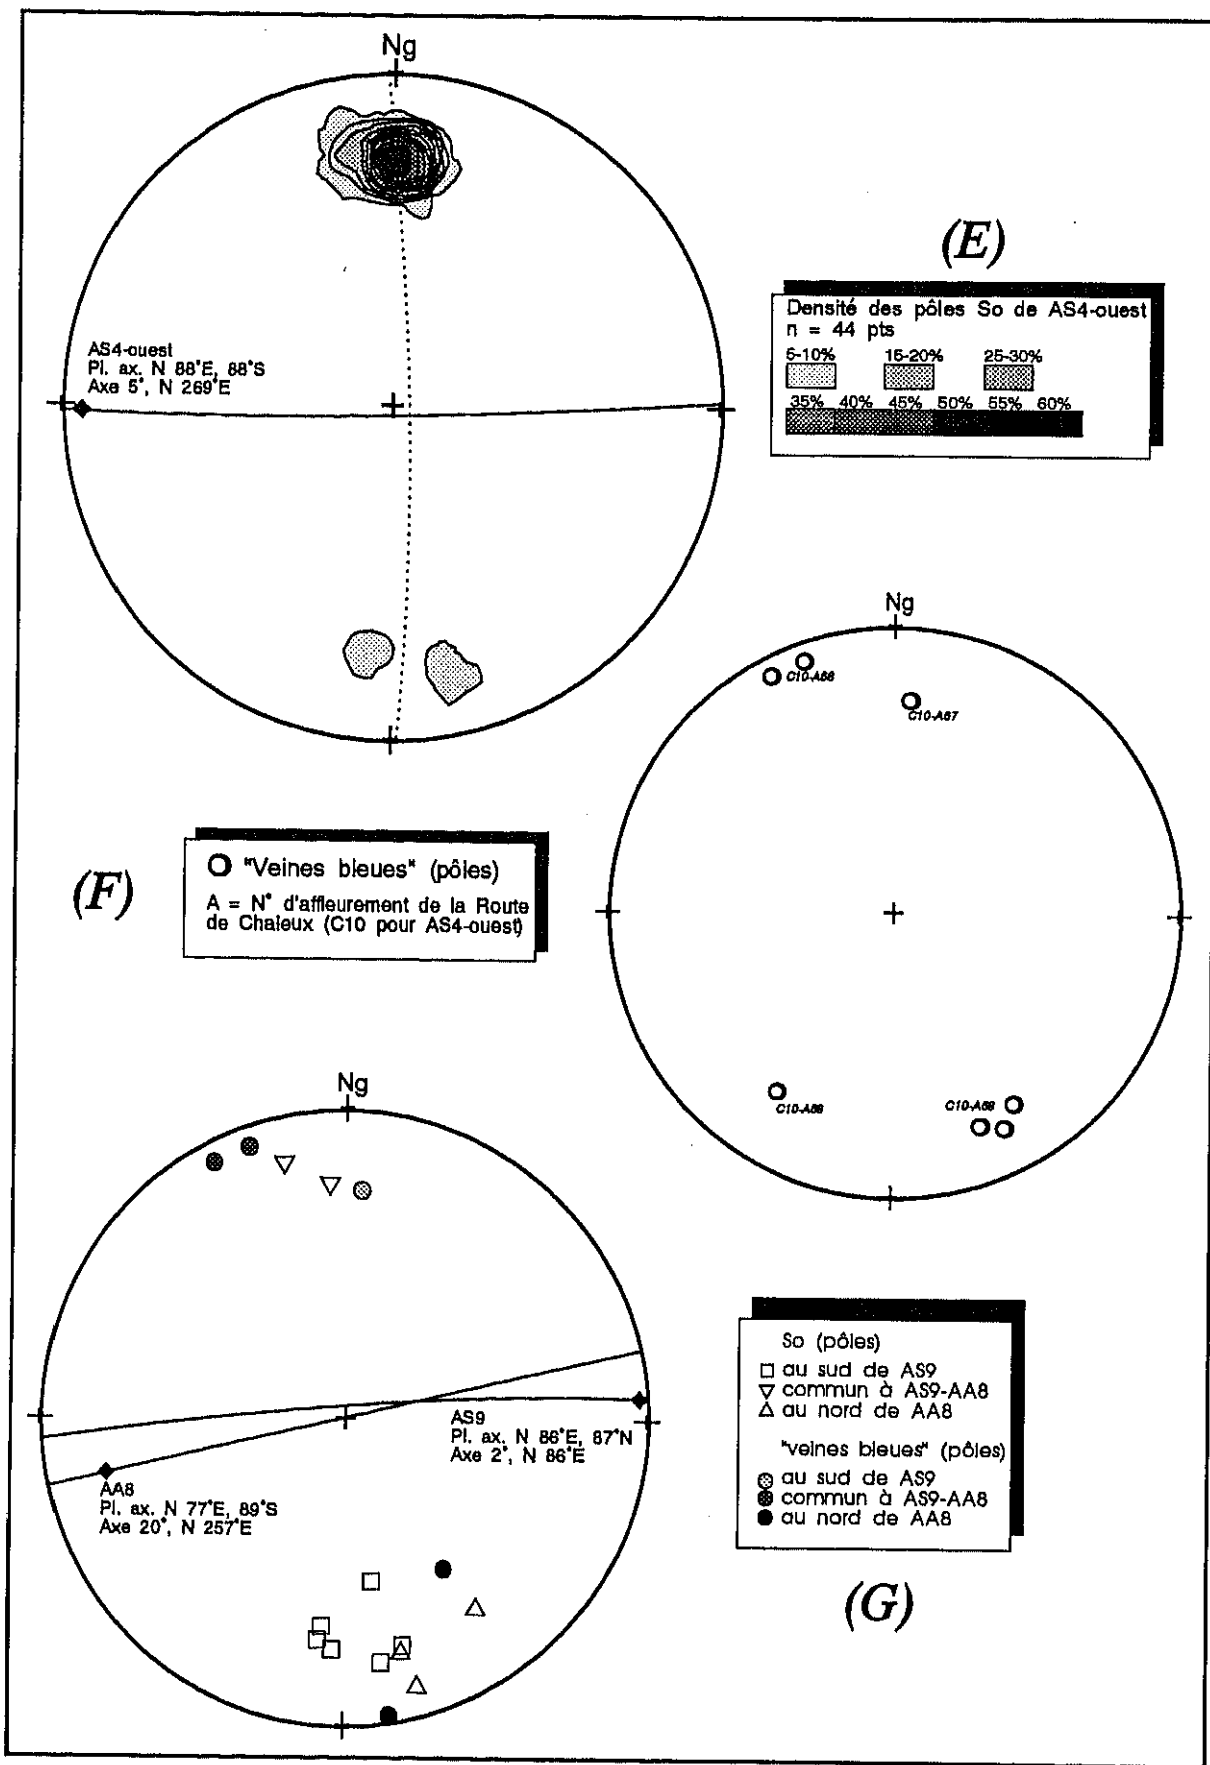 Ng
(E)
Densité des pôles So de AS4-ouest
n = 44 pts
5-10% 15-20% 25-30%
35% 40% 45% 50% 55% 60%
AS4-ouest
Pl. ax. N 88°E, 88°S
Axe 5°, N 269°E
Ng
C10-A67
(F)
"Veines bleues" (pôles)
A = N° d'affleurement de la Route
de Chaleux (C10 pour AS4-ouest)
Ng
AS9
Pl. ax. N 86°E, 87°N
Axe 2°, N 86°E
AA8
Pl. ax. N 77°E, 89°S
Axe 20°, N 257°E
So (pôles)
au sud de AS9
commun à AS9-AA8
au nord de AA8
"veines bleues" (pôles)
au sud de AS9
commun à AS9-AA8
au nord de AA8
(G)